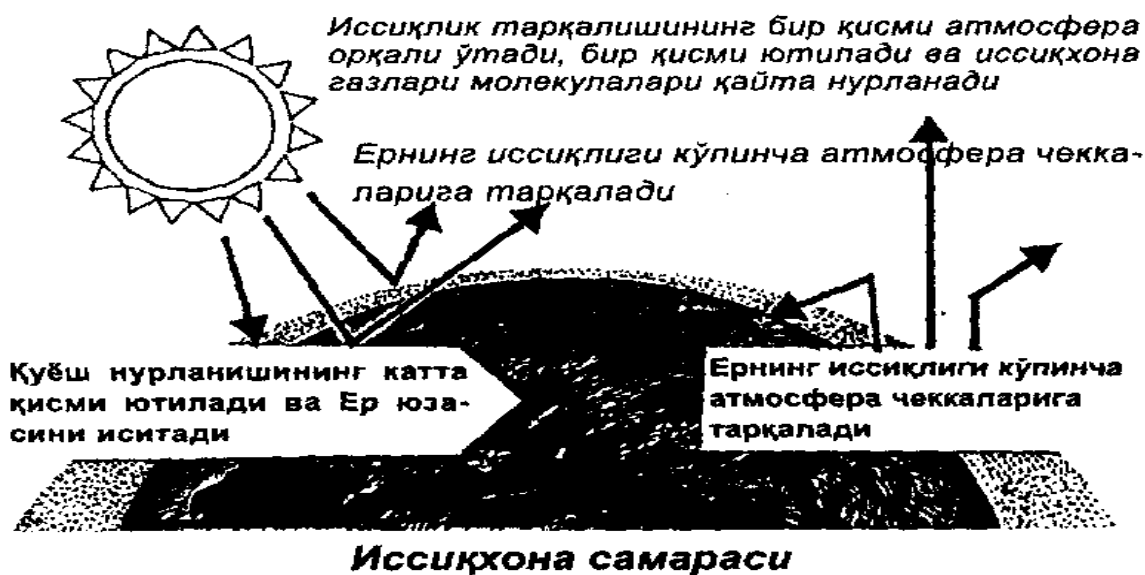 Иссиқлик тарқалишининг бир қисми атмосфера
орқали ўтади, бир қисми ютилади ва иссиқхона
газлари молекулалари қайта нурланади
Ернинг иссиқлиги кўпинча атмосфера чекка-
ларига тарқалади
Қуёш нурланишининг катта
қисми ютилади ва Ер юза-
сини иситади
Ернинг иссиқлиги кўпинча
атмосфера чеккаларига
тарқалади
Иссиқхона самараси